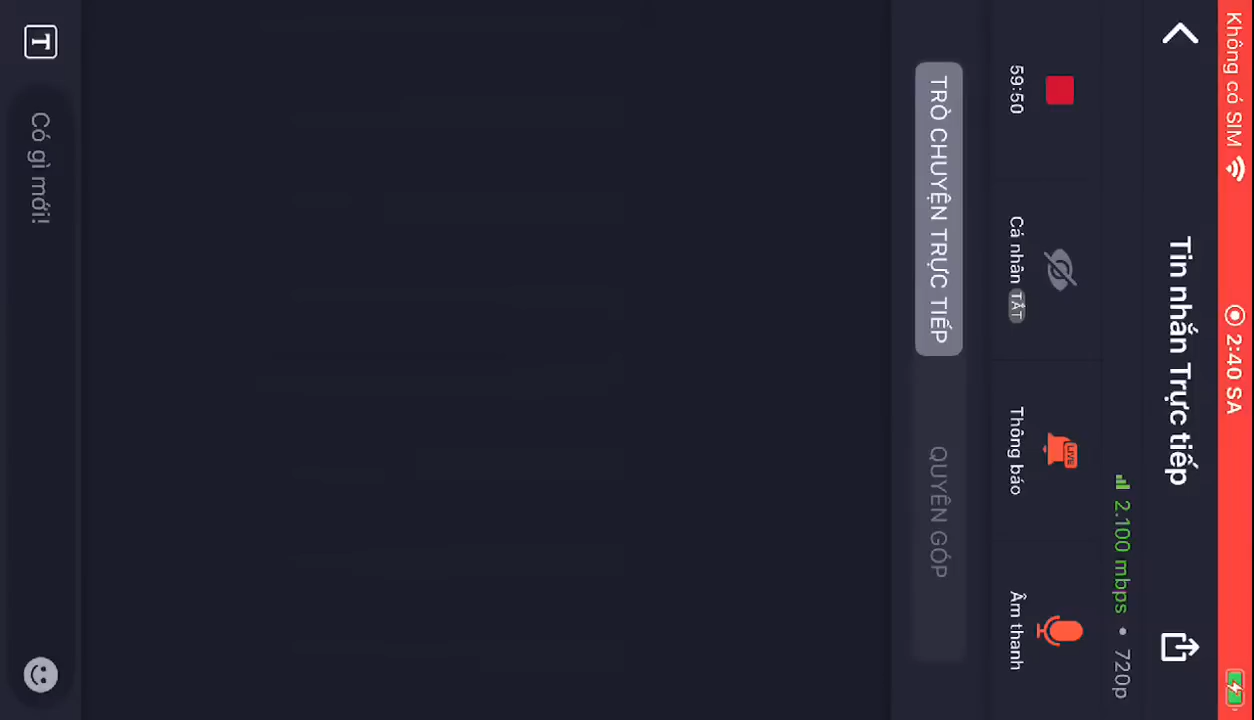 Không có SIM 2:40 SA
Tin nhắn Trực tiếp
2.100 mbps • 720p
59:50
Cá nhân TẮT
LIVE
Thông báo
Âm thanh
TRÒ CHUYỆN TRỰC TIẾP
QUYÊN GÓP
T
Có gì mới!